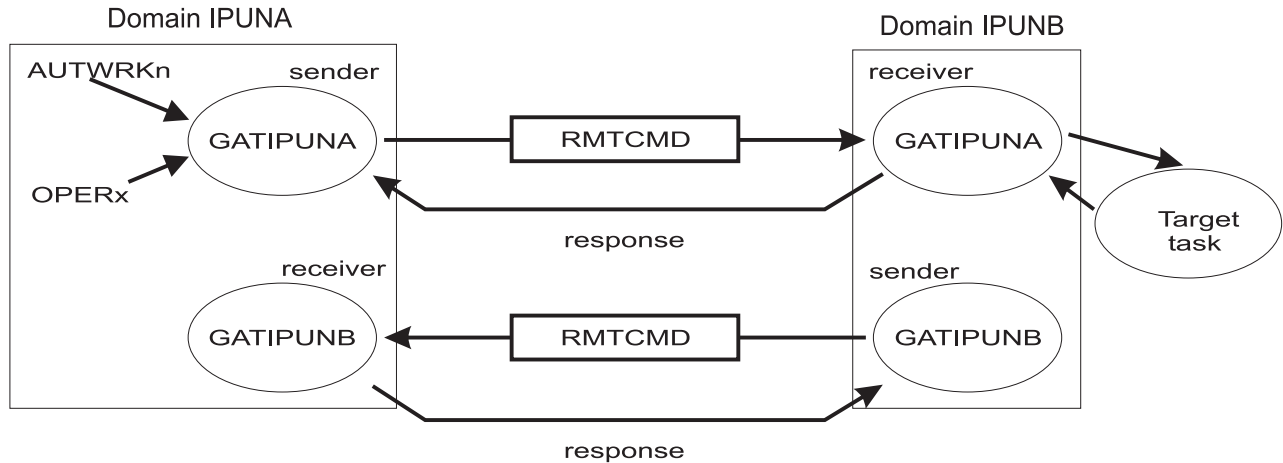 Domain IPUNA
Domain IPUNB
AUTWRKn
sender
receiver
GATIPUNA
RMTCMD
GATIPUNA
OPERx
Target
task
response
receiver
sender
GATIPUNB
RMTCMD
GATIPUNB
response